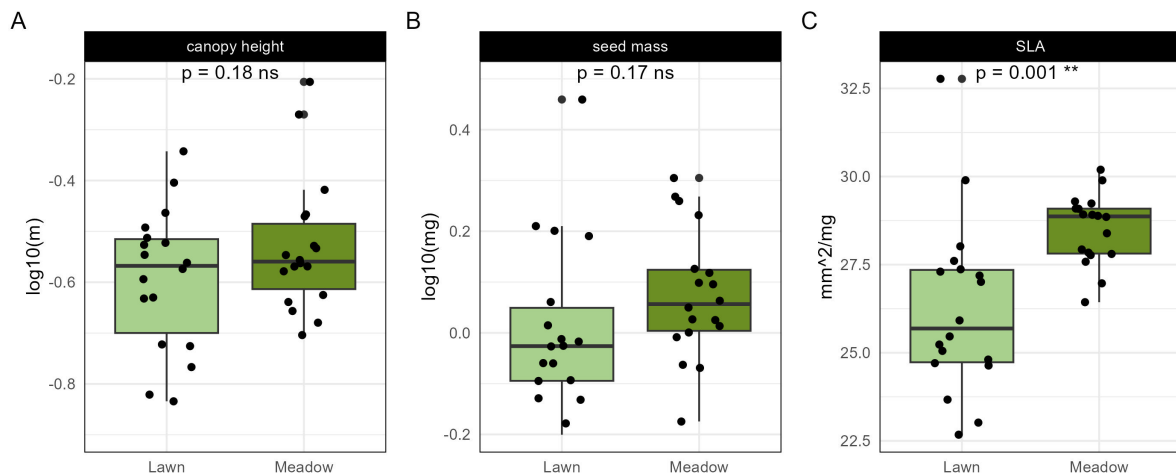 A
canopy height
p = 0.18 ns
log10(m)
-0.2
-0.4
-0.6
-0.8
Lawn Meadow
B
seed mass
p = 0.17 ns
log10(mg)
0.4
0.2
0.0
-0.2
Lawn Meadow
C
SLA
p = 0.001 **
mm^2/mg
32.5
30.0
27.5
25.0
22.5
Lawn Meadow